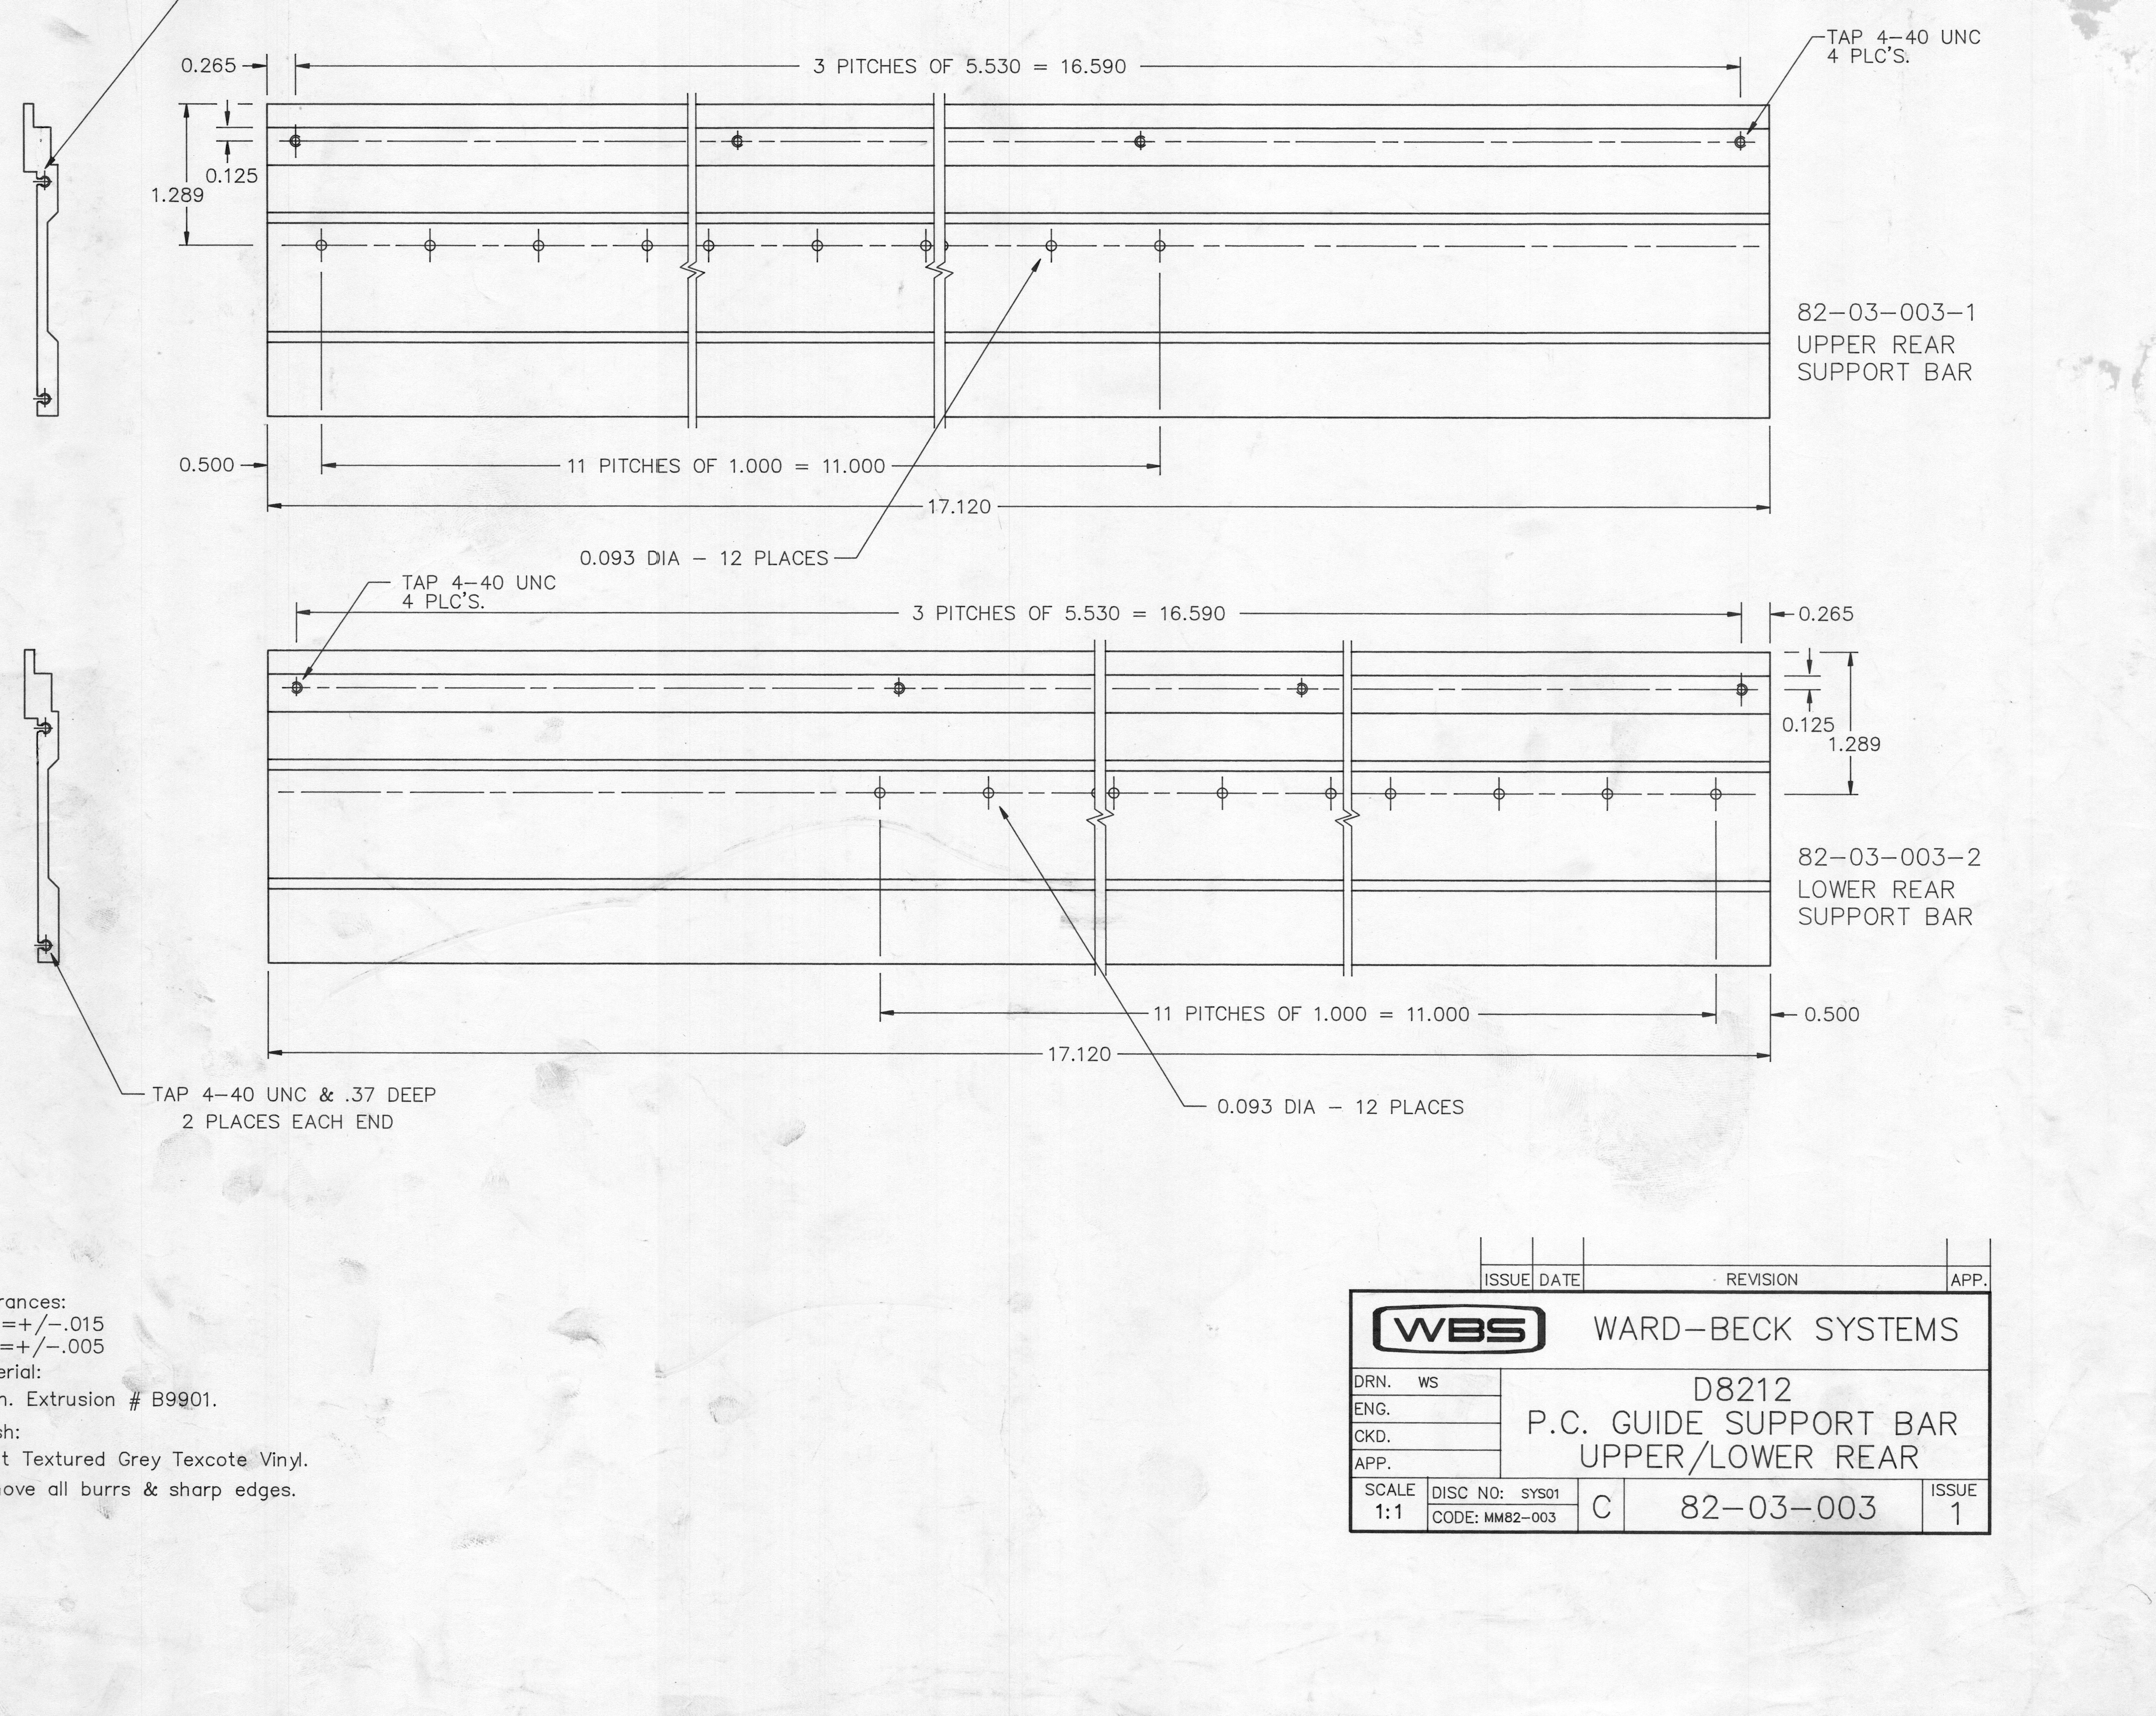 0.265
3 PITCHES OF 5.530 = 16.590
TAP 4-40 UNC
4 PLC'S.
0.125
1.289
82-03-003-1
UPPER REAR
SUPPORT BAR
0.500
11 PITCHES OF 1.000 = 11.000
17.120
0.093 DIA - 12 PLACES
TAP 4-40 UNC
4 PLC'S.
3 PITCHES OF 5.530 = 16.590
0.265
0.125
1.289
82-03-003-2
LOWER REAR
SUPPORT BAR
11 PITCHES OF 1.000 = 11.000
0.500
17.120
TAP 4-40 UNC & .37 DEEP
2 PLACES EACH END
0.093 DIA - 12 PLACES
rances:
=+/-.015
=+/-.005
erial:
n. Extrusion # B9901.
sh:
t Textured Grey Texcote Vinyl.
ove all burrs & sharp edges.
ISSUE DATE REVISION APP.
WBS WARD-BECK SYSTEMS
DRN. WS
ENG.
CKD.
APP.
D8212
P.C. GUIDE SUPPORT BAR
UPPER/LOWER REAR
SCALE
1:1
DISC NO: SYS01
CODE: MM82-003
C
82-03-003
ISSUE
1